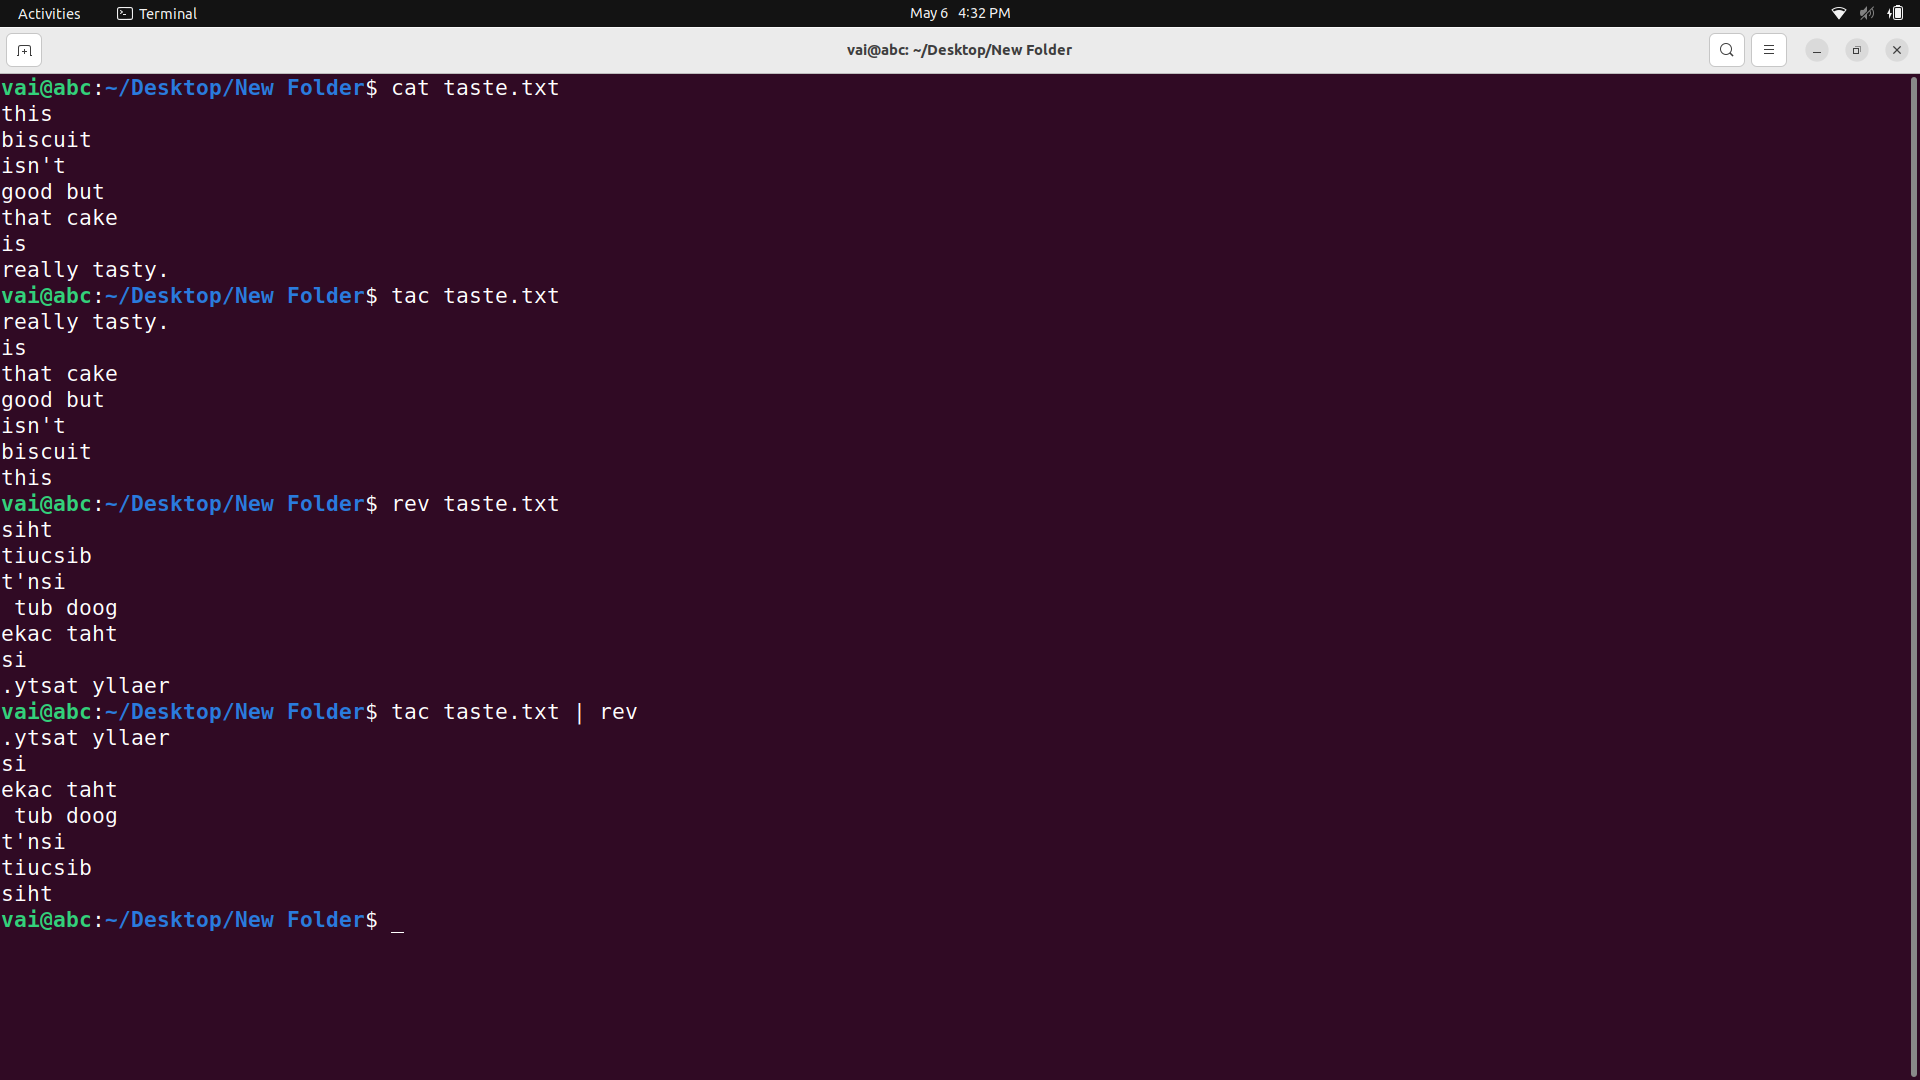 Activities Terminal May 6 4:32 PM
vai@abc: ~/Desktop/New Folder
vai@abc:~/Desktop/New Folder$ cat taste.txt
this
biscuit
isn't
good but
that cake
is
really tasty.
vai@abc:~/Desktop/New Folder$ tac taste.txt
really tasty.
is
that cake
good but
isn't
biscuit
this
vai@abc:~/Desktop/New Folder$ rev taste.txt
siht
tiucsib
t'nsi
 tub doog
ekac taht
si
.ytsat yllaer
vai@abc:~/Desktop/New Folder$ tac taste.txt | rev
.ytsat yllaer
si
ekac taht
 tub doog
t'nsi
tiucsib
siht
vai@abc:~/Desktop/New Folder$ _